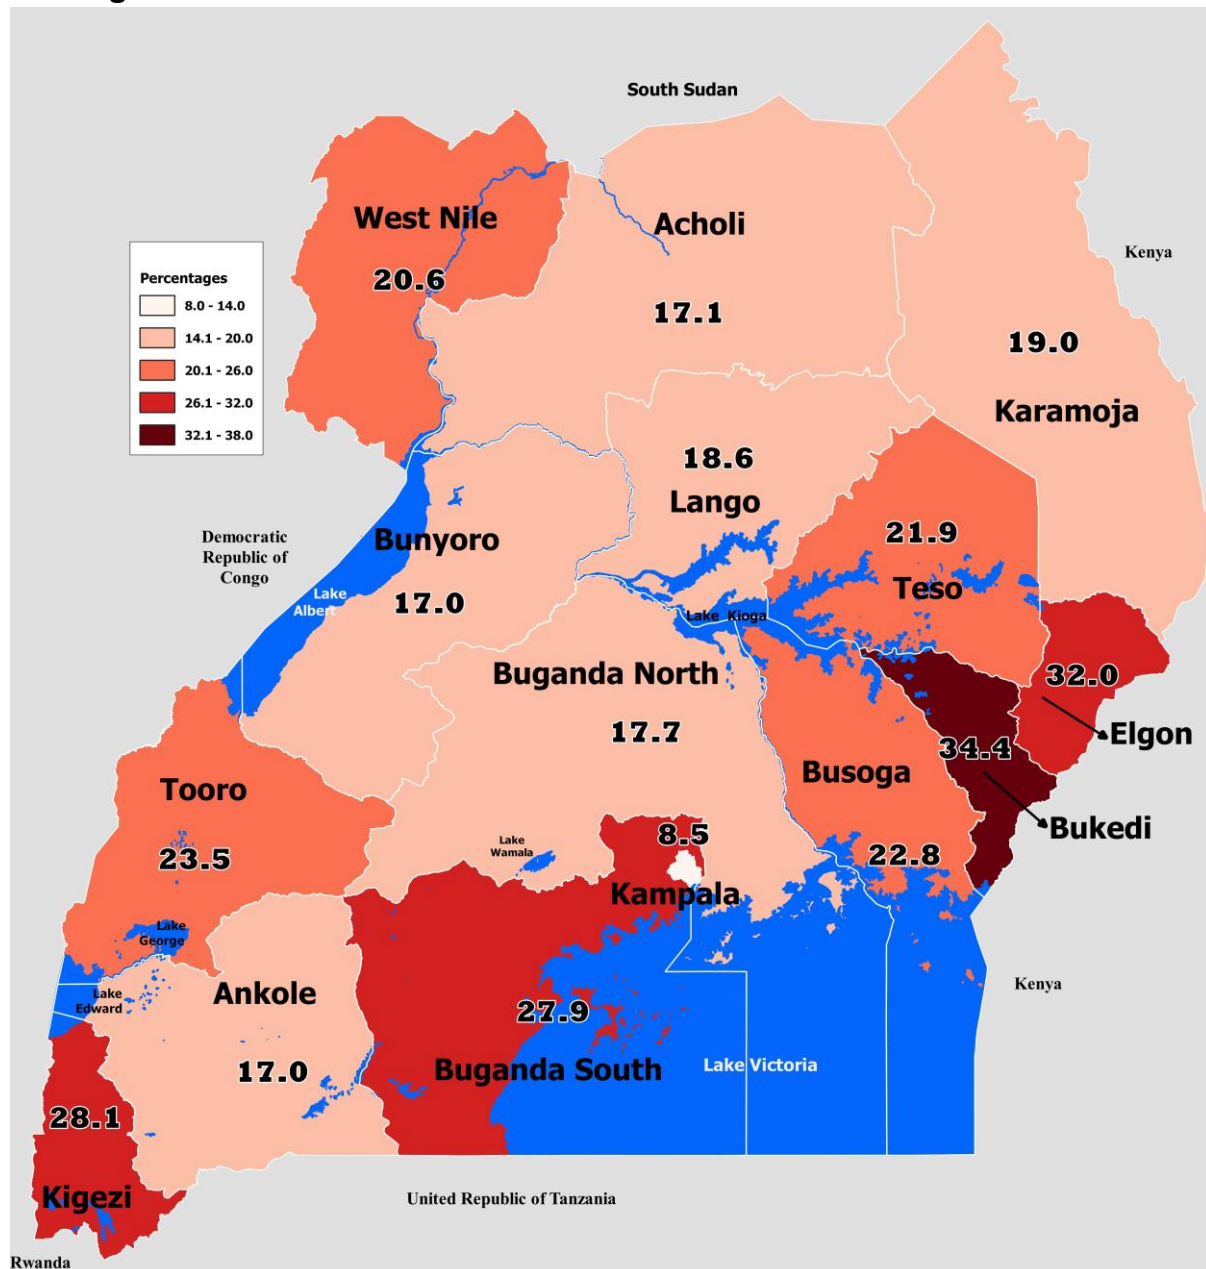 South Sudan
West Nile
20.6
Acholi
17.1
Kenya
Percentages
8.0 - 14.0
14.1 - 20.0
20.1 - 26.0
26.1 - 32.0
32.1 - 38.0
19.0
Karamoja
18.6
Lango
Democratic
Republic of
Congo
Bunyoro
17.0
Lake
Albert
21.9
Teso
Lake Kioga
Buganda North
17.7
32.0
Elgon
34.4
Bukedi
Busoga
22.8
Tooro
23.5
Lake
Wamala
8.5
Kampala
Lake
George
Lake
Edward
Ankole
17.0
27.9
Buganda South
Lake Victoria
Kenya
28.1
Kigezi
United Republic of Tanzania
Rwanda